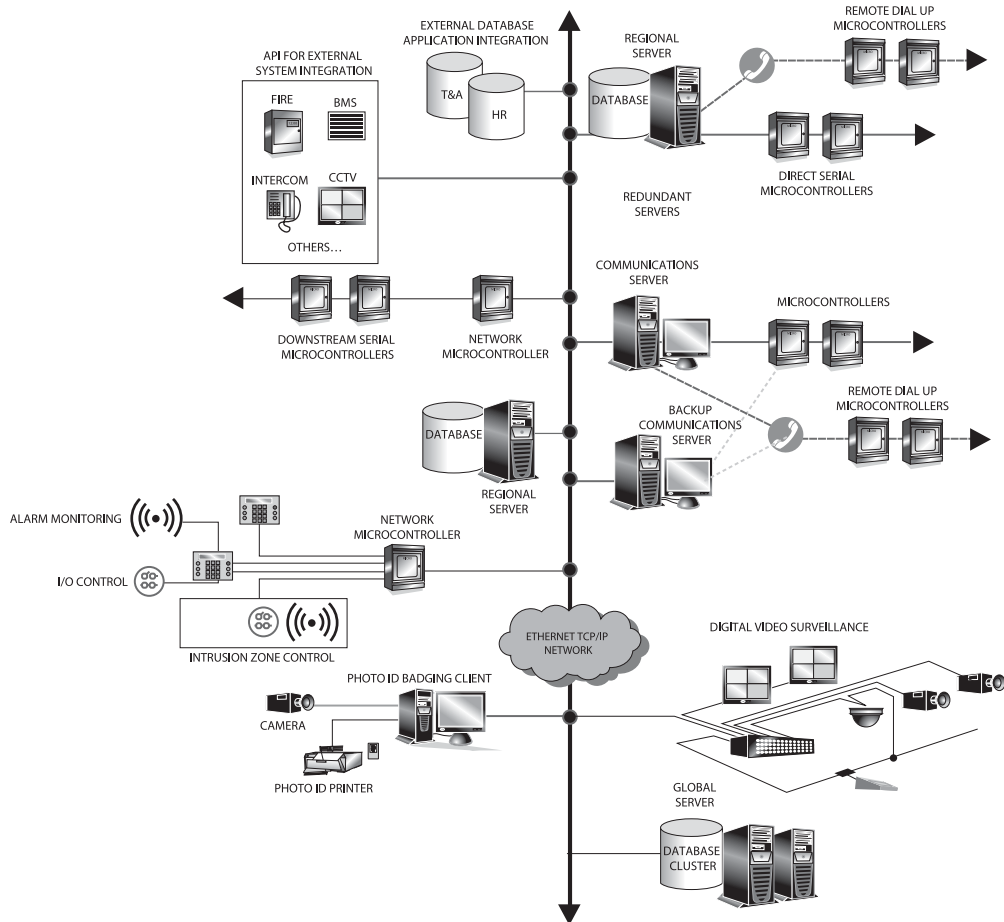 EXTERNAL DATABASE
APPLICATION INTEGRATION
T&A
HR
API FOR EXTERNAL
SYSTEM INTEGRATION
FIRE
BMS
INTERCOM
CCTV
OTHERS...
REGIONAL
SERVER
DATABASE
REMOTE DIAL UP
MICROCONTROLLERS
DIRECT SERIAL
MICROCONTROLLERS
REDUNDANT
SERVERS
DOWNSTREAM SERIAL
MICROCONTROLLERS
NETWORK
MICROCONTROLLER
COMMUNICATIONS
SERVER
MICROCONTROLLERS
DATABASE
REGIONAL
SERVER
BACKUP
COMMUNICATIONS
SERVER
REMOTE DIAL UP
MICROCONTROLLERS
ALARM MONITORING
I/O CONTROL
NETWORK
MICROCONTROLLER
INTRUSION ZONE CONTROL
ETHERNET TCP/IP
NETWORK
DIGITAL VIDEO SURVEILLANCE
PHOTO ID BADGING CLIENT
CAMERA
PHOTO ID PRINTER
GLOBAL
SERVER
DATABASE
CLUSTER